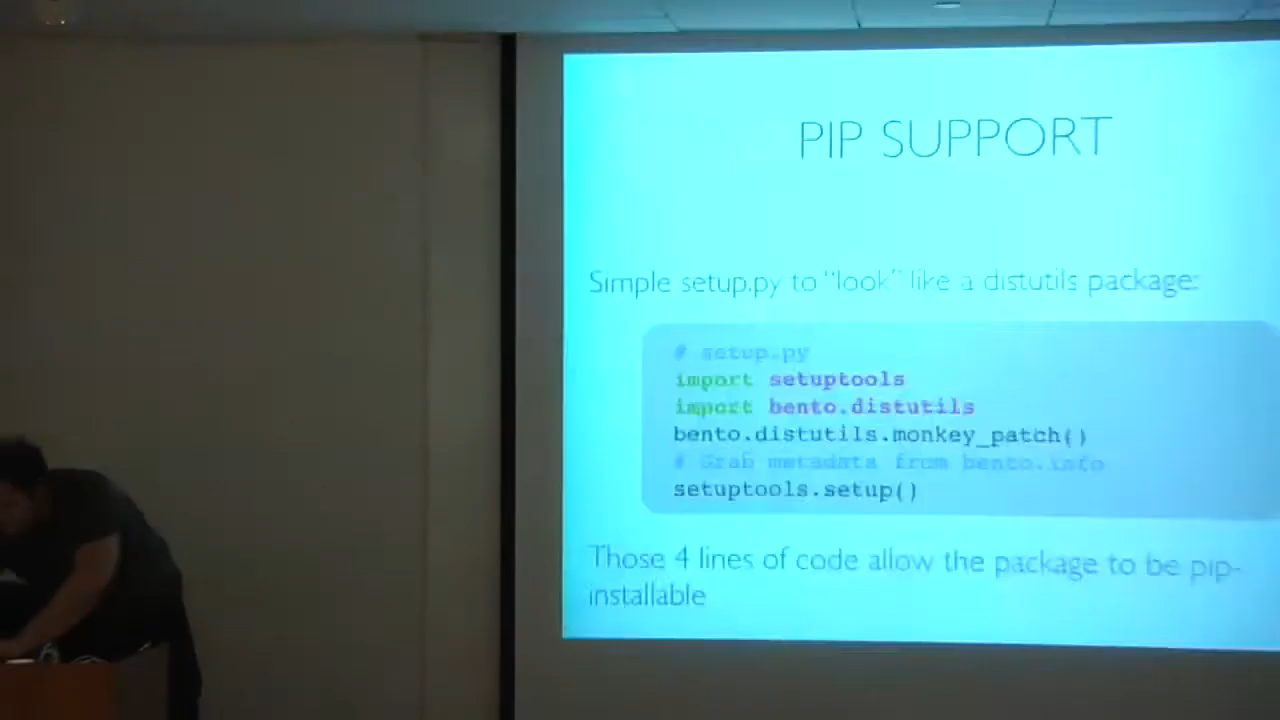 PIP SUPPORT
Simple setup.py to "look" like a distutils package:
# setup.py
import setuptools
import bento.distutils
bento.distutils.monkey_patch()
# Grab metadata from bento.info
setuptools.setup()
Those 4 lines of code allow the package to be pip-
installable